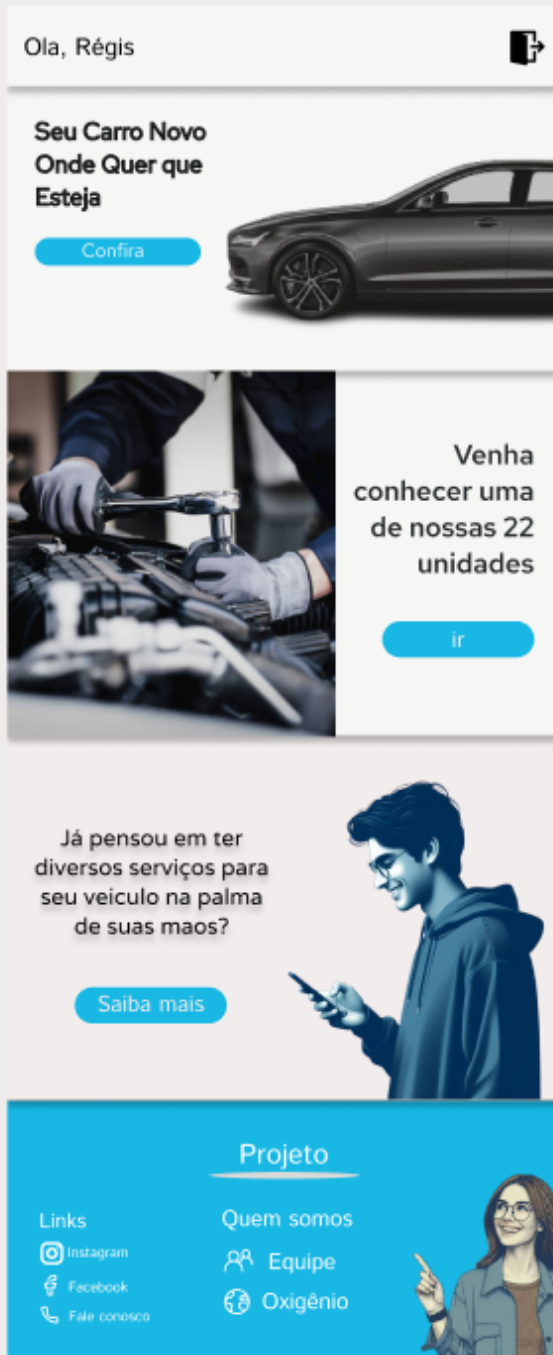 Ola, Régis
Seu Carro Novo
Onde Quer que
Esteja
Confira
Venha
conhecer uma
de nossas 22
unidades
ir
Já pensou em ter
diversos serviços para
seu veiculo na palma
de suas maos?
Saiba mais
Projeto
Links
Instagram
Facebook
Fale conosco
Quem somos
Equipe
Oxigênio